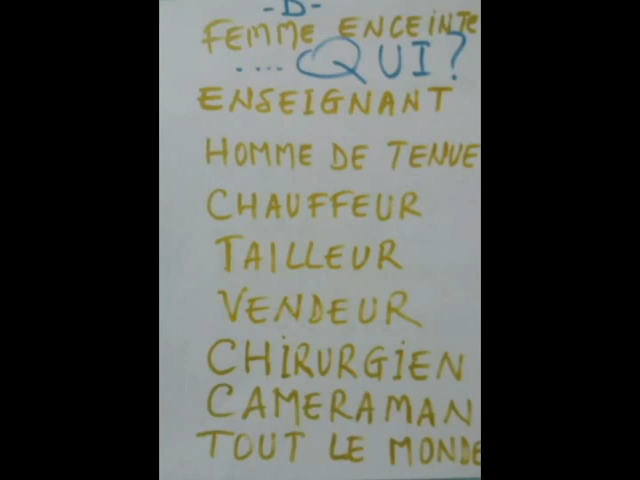 -D-
FEMME ENCEINTE
.... QUI?
ENSEIGNANT
HOMME DE TENUE
CHAUFFEUR
TAILLEUR
VENDEUR
CHIRURGIEN
CAMERAMAN
TOUT LE MONDE